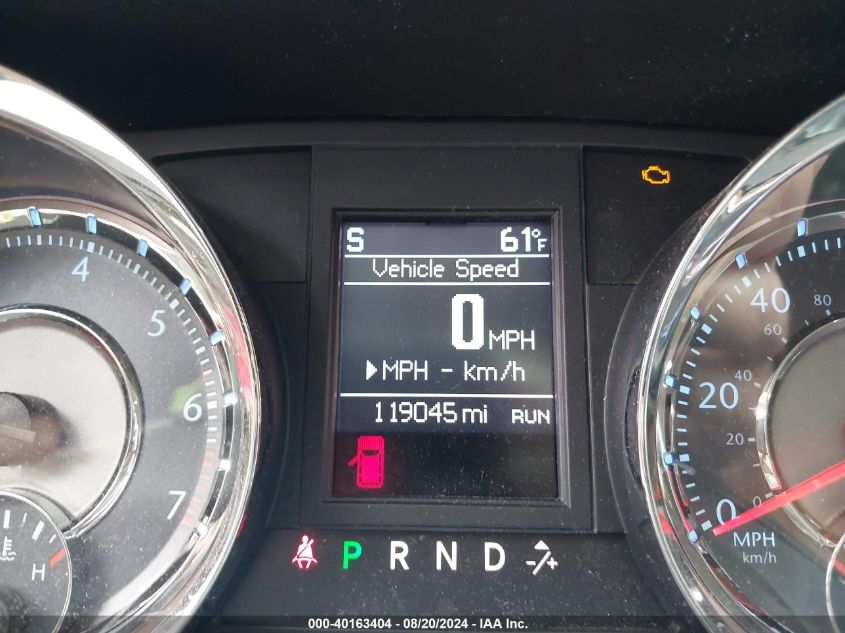 S 61°F
Vehicle Speed
0 MPH
MPH - km/h
119045 mi RUN
P R N D
4
5
6
7
H
40
80
60
20
40
20
0
0
MPH
km/h
000-40163404 - 08/20/2024 - IAA Inc.